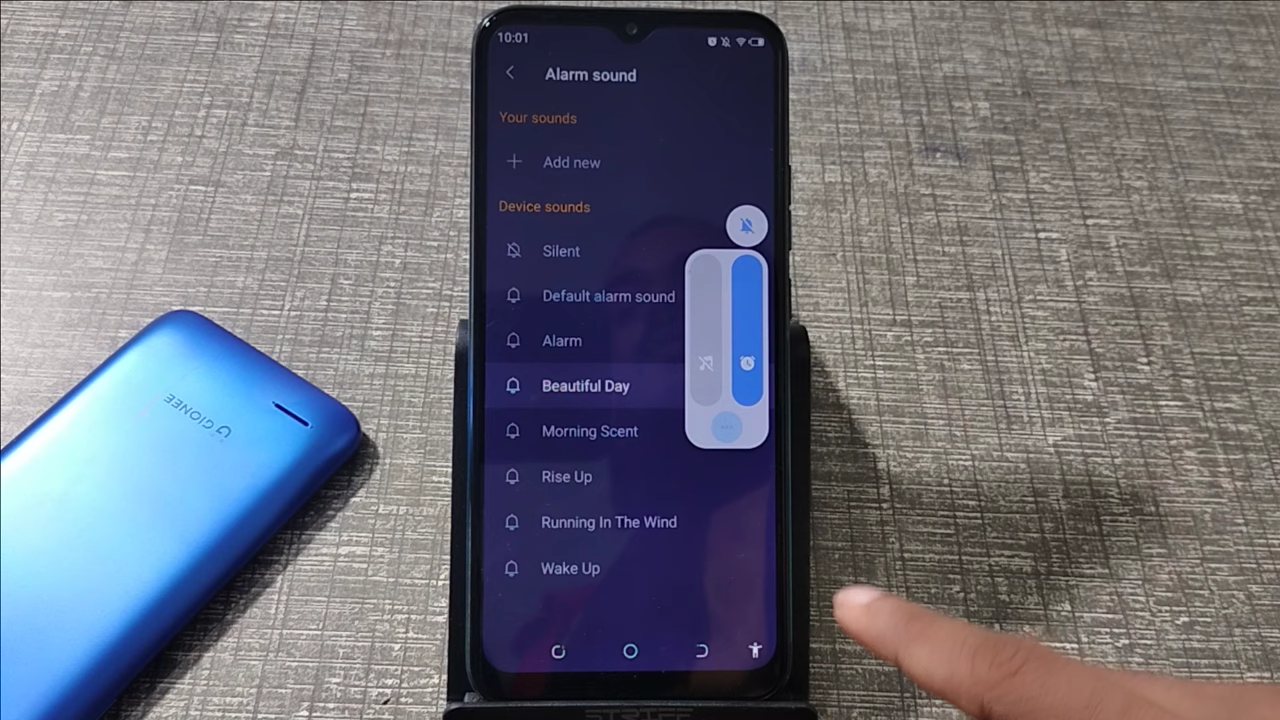 10:01
Alarm sound
Your sounds
Add new
Device sounds
Silent
Default alarm sound
Alarm
Beautiful Day
Morning Scent
Rise Up
Running In The Wind
Wake Up
GIONEE